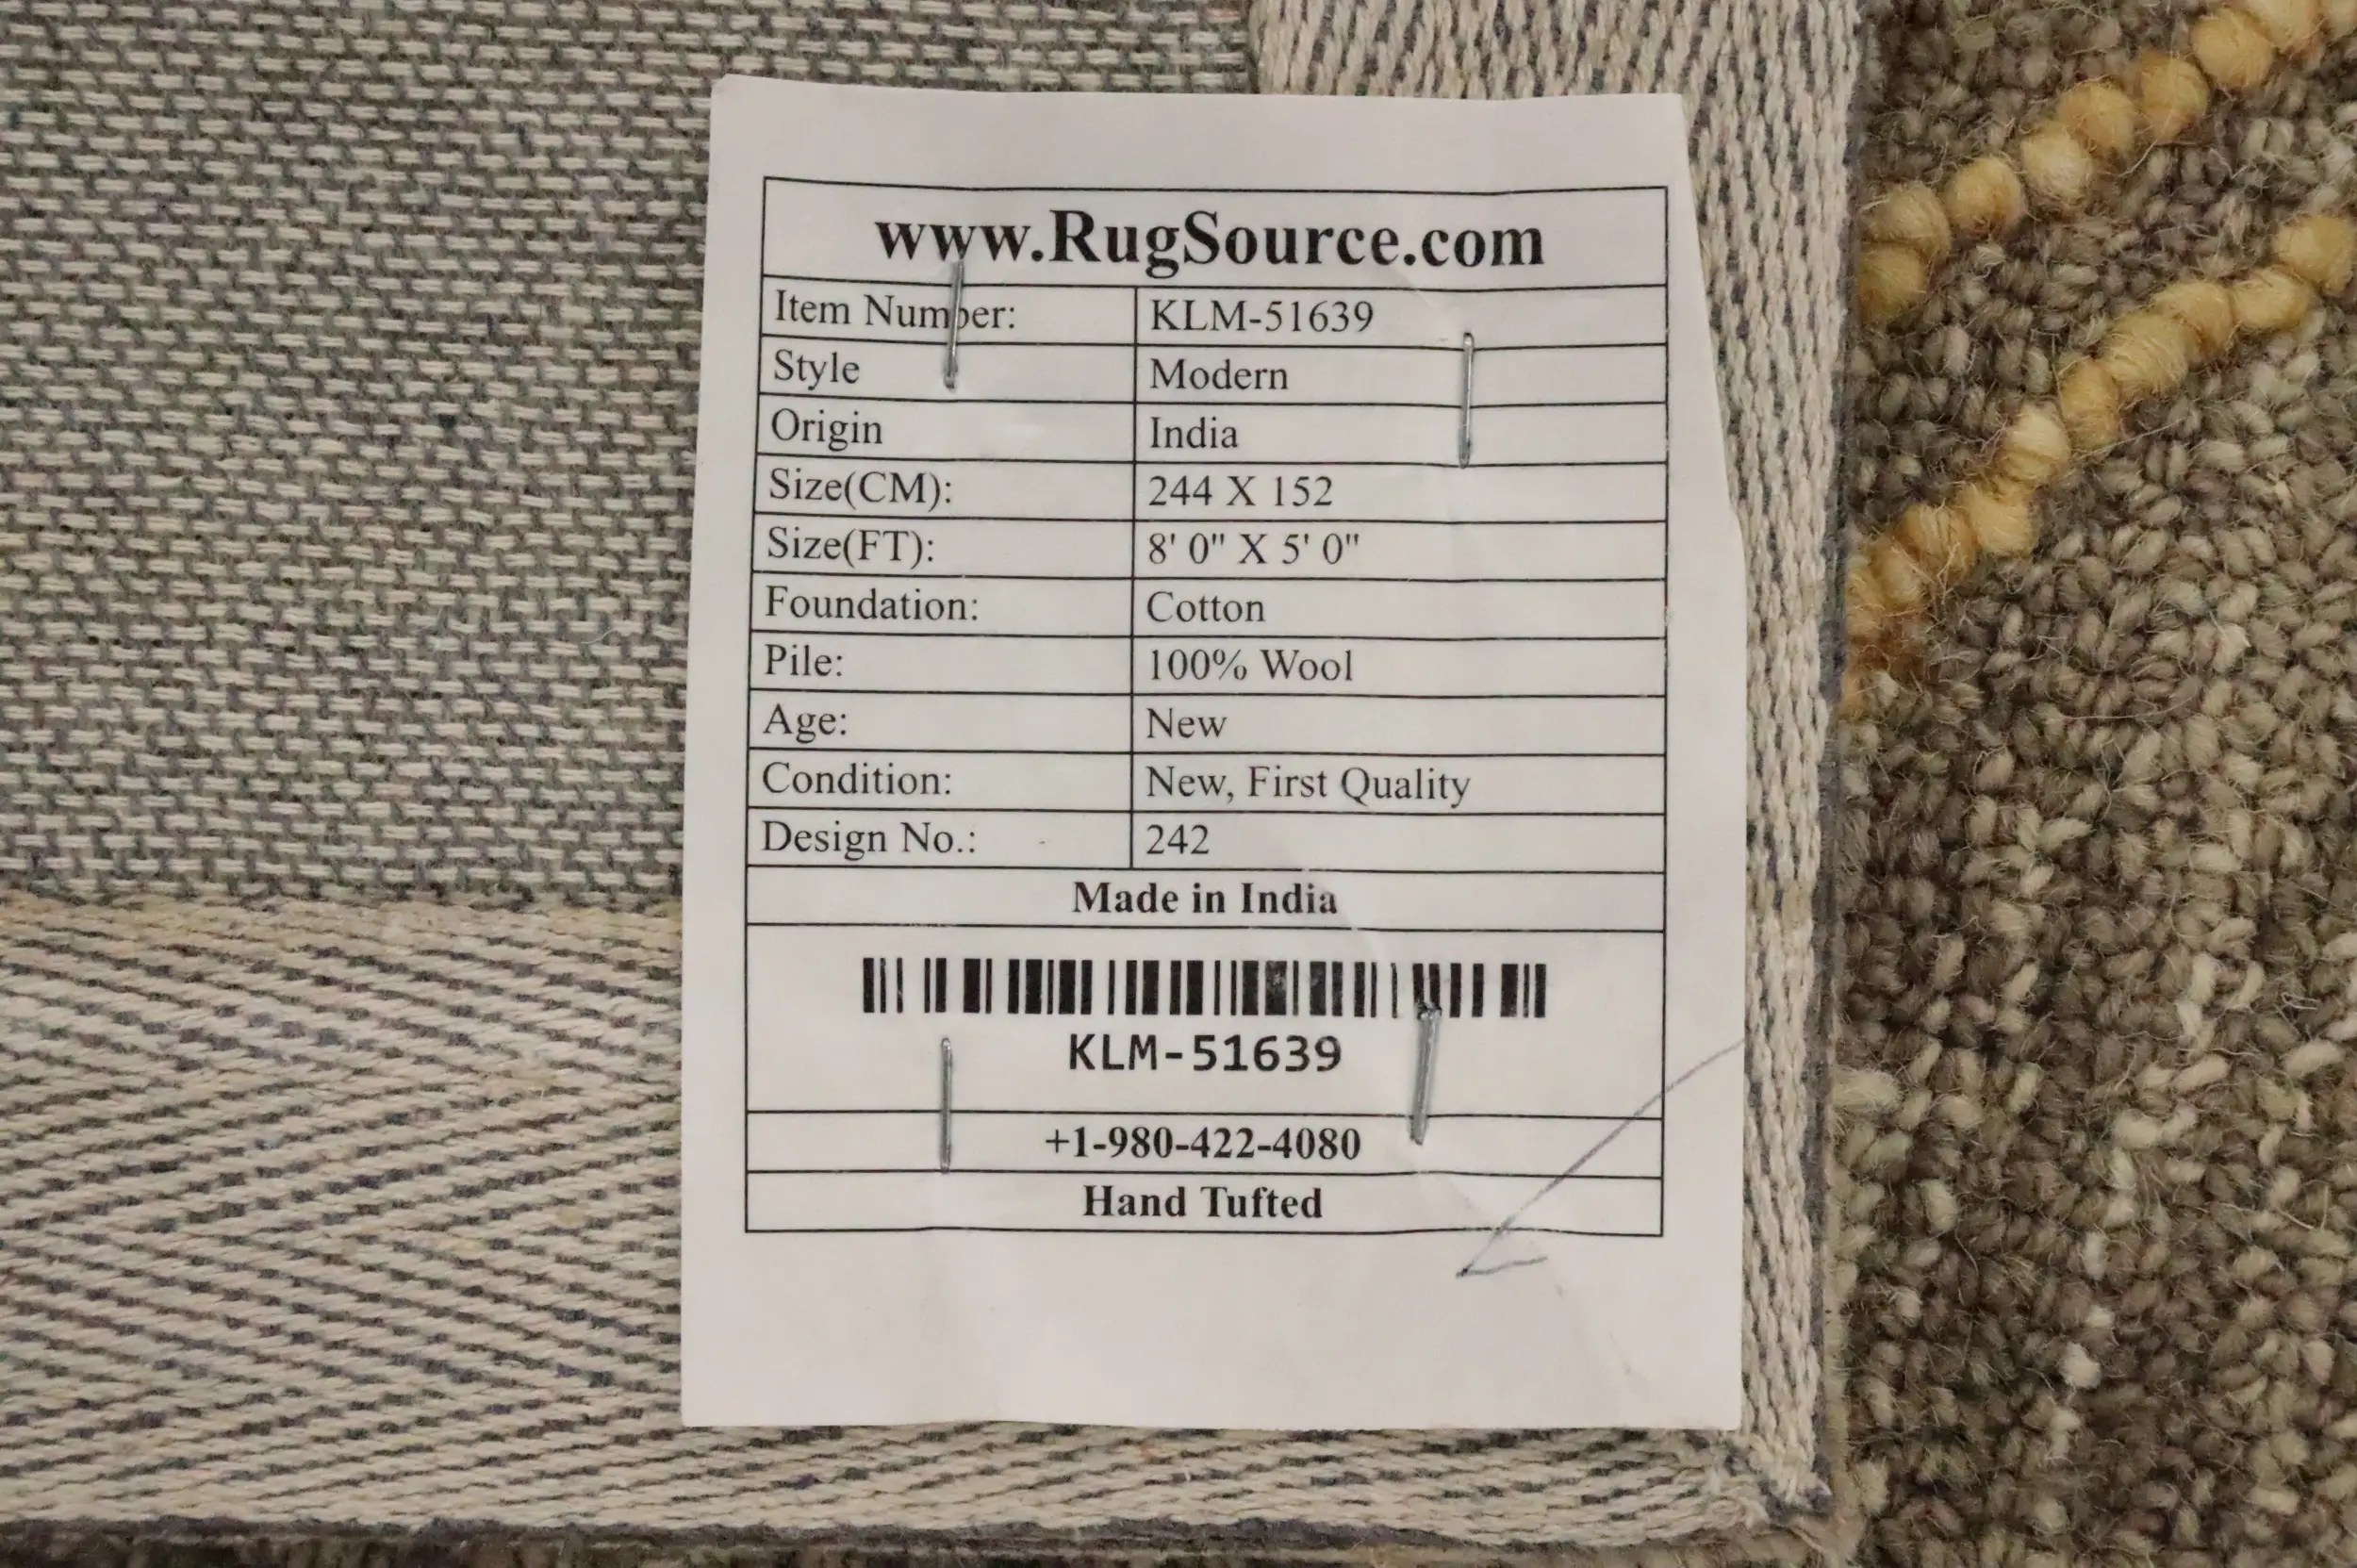 www.RugSource.com
Item Number: KLM-51639
Style Modern
Origin India
Size(CM): 244 X 152
Size(FT): 8' 0" X 5' 0"
Foundation: Cotton
Pile: 100% Wool
Age: New
Condition: New, First Quality
Design No.: 242
Made in India
KLM-51639
+1-980-422-4080
Hand Tufted